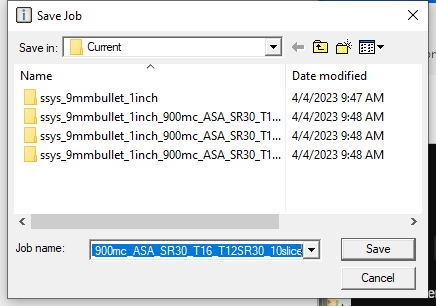 Save Job
Save in: Current
Name Date modified
ssys_9mmbullet_1inch 4/4/2023 9:47 AM
ssys_9mmbullet_1inch_900mc_ASA_SR30_T1... 4/4/2023 9:48 AM
ssys_9mmbullet_1inch_900mc_ASA_SR30_T1... 4/4/2023 9:48 AM
ssys_9mmbullet_1inch_900mc_ASA_SR30_T1... 4/4/2023 9:48 AM
Job name: _900mc_ASA_SR30_T16_T12SR30_10slice Save
Cancel